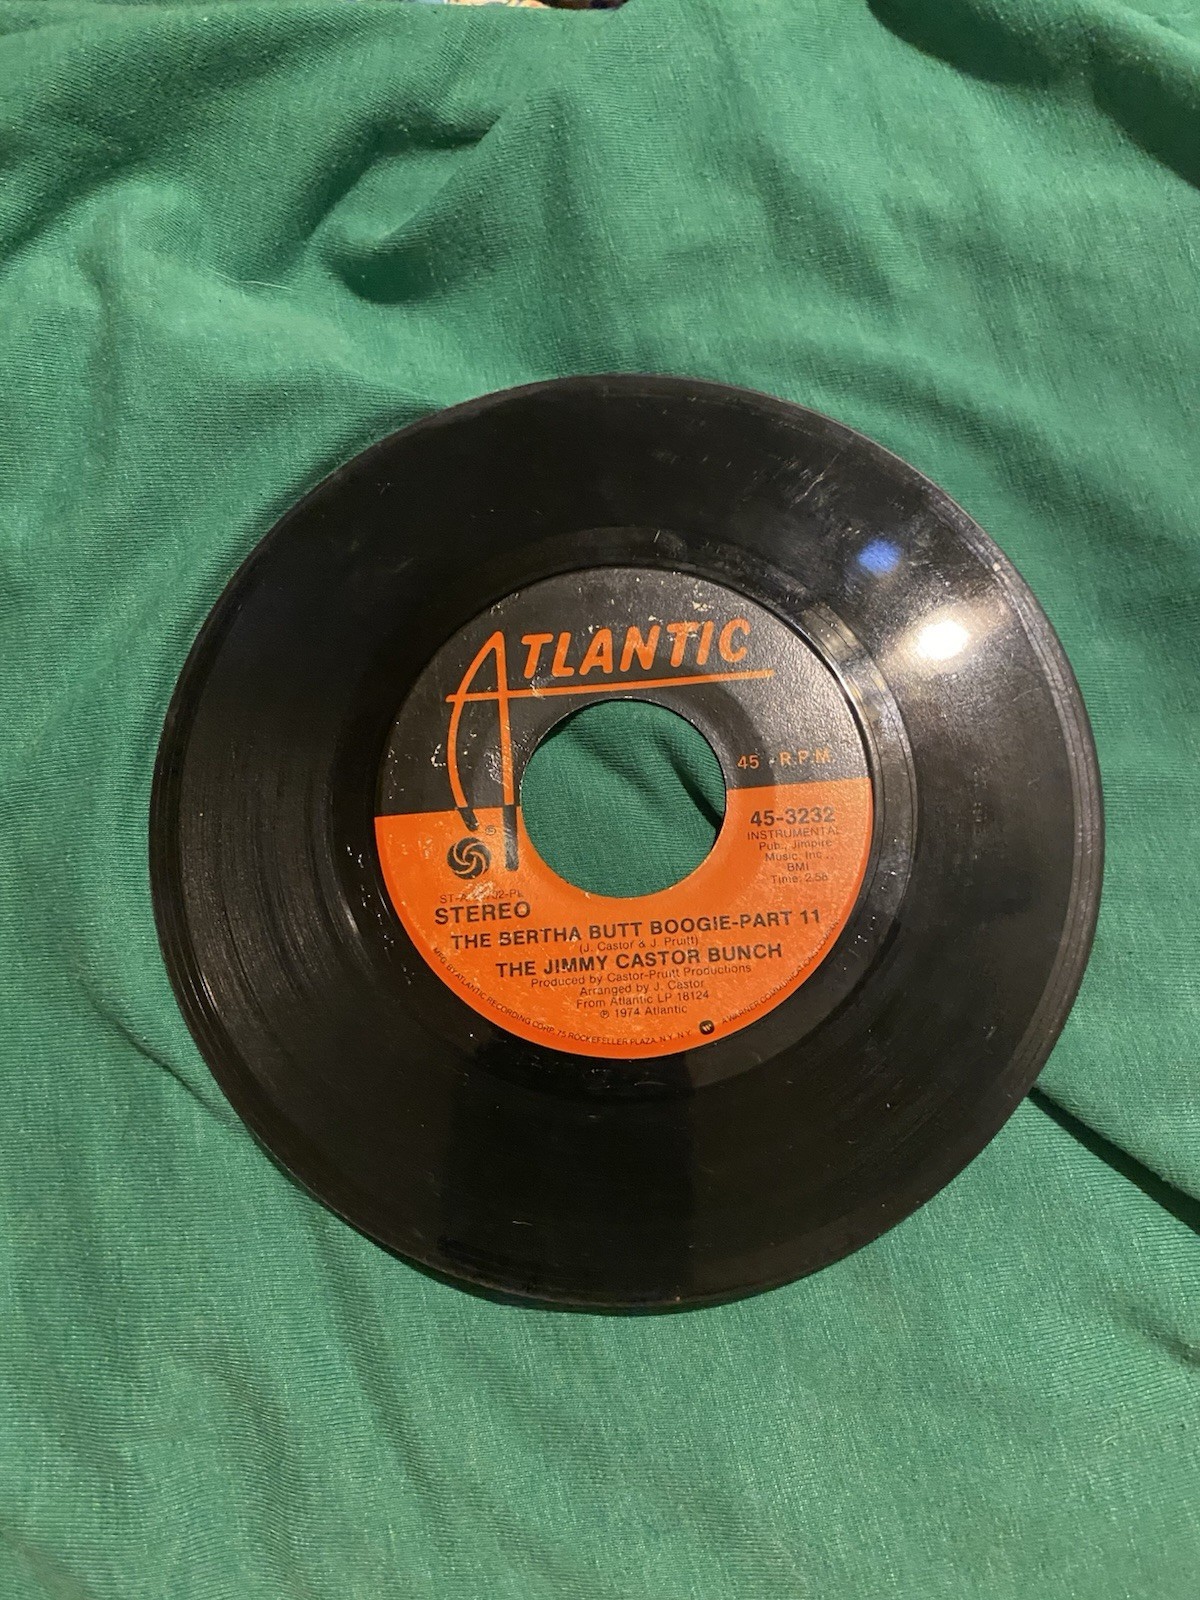 ATLANTIC
45 R.P.M.
45-3232
INSTRUMENTAL
Pub., Jimpire
Music, Inc.,
BMI
Time: 2:58
STEREO
THE BERTHA BUTT BOOGIE-PART 11
(J. Castor & J. Pruitt)
THE JIMMY CASTOR BUNCH
Produced by Castor-Pruitt Productions
Arranged by J. Castor
From Atlantic LP 18124
℗ 1974 Atlantic
MFG. BY ATLANTIC RECORDING CORP. 75 ROCKEFELLER PLAZA, N.Y. N.Y. A WARNER COMMUNICATIONS